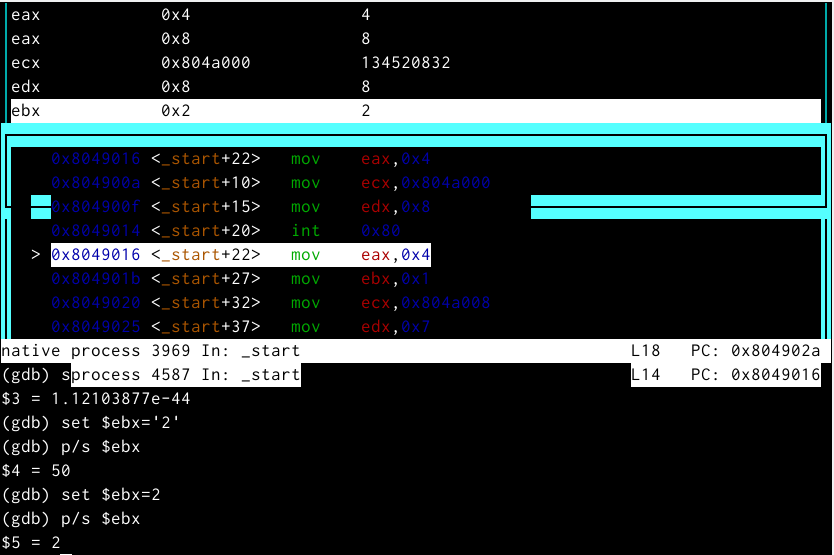 eax 0x4 4
eax 0x8 8
ecx 0x804a000 134520832
edx 0x8 8
ebx 0x2 2
0x8049016 <_start+22> mov eax,0x4
0x804900a <_start+10> mov ecx,0x804a000
0x804900f <_start+15> mov edx,0x8
0x8049014 <_start+20> int 0x80
> 0x8049016 <_start+22> mov eax,0x4
0x804901b <_start+27> mov ebx,0x1
0x8049020 <_start+32> mov ecx,0x804a008
0x8049025 <_start+37> mov edx,0x7
native process 3969 In: _start L18 PC: 0x804902a
(gdb) sprocess 4587 In: _start L14 PC: 0x8049016
$3 = 1.12103877e-44
(gdb) set $ebx='2'
(gdb) p/s $ebx
$4 = 50
(gdb) set $ebx=2
(gdb) p/s $ebx
$5 = 2